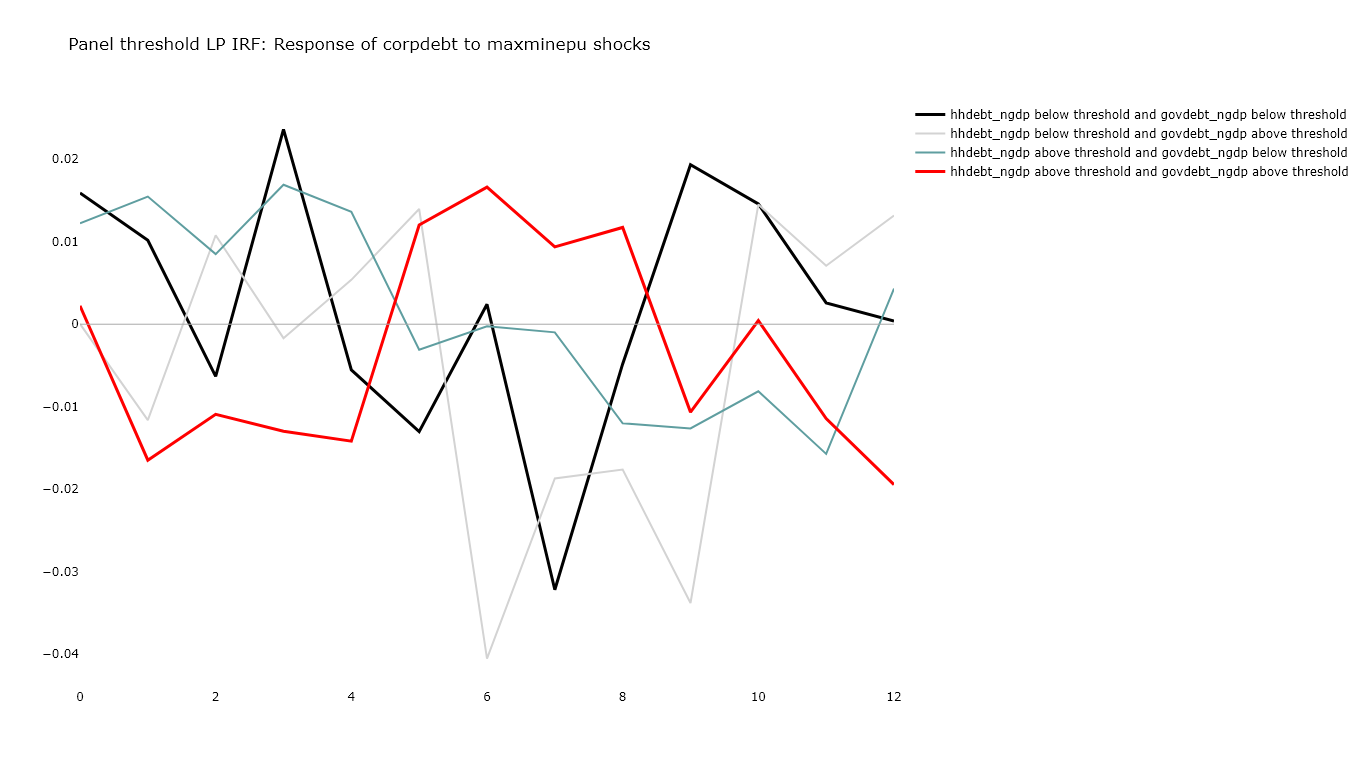 Panel threshold LP IRF: Response of corpdebt to maxminepu shocks
hhdebt_ngdp below threshold and govdebt_ngdp below threshold
hhdebt_ngdp below threshold and govdebt_ngdp above threshold
hhdebt_ngdp above threshold and govdebt_ngdp below threshold
hhdebt_ngdp above threshold and govdebt_ngdp above threshold
0.02
0.01
0
−0.01
−0.02
−0.03
−0.04
0 2 4 6 8 10 12